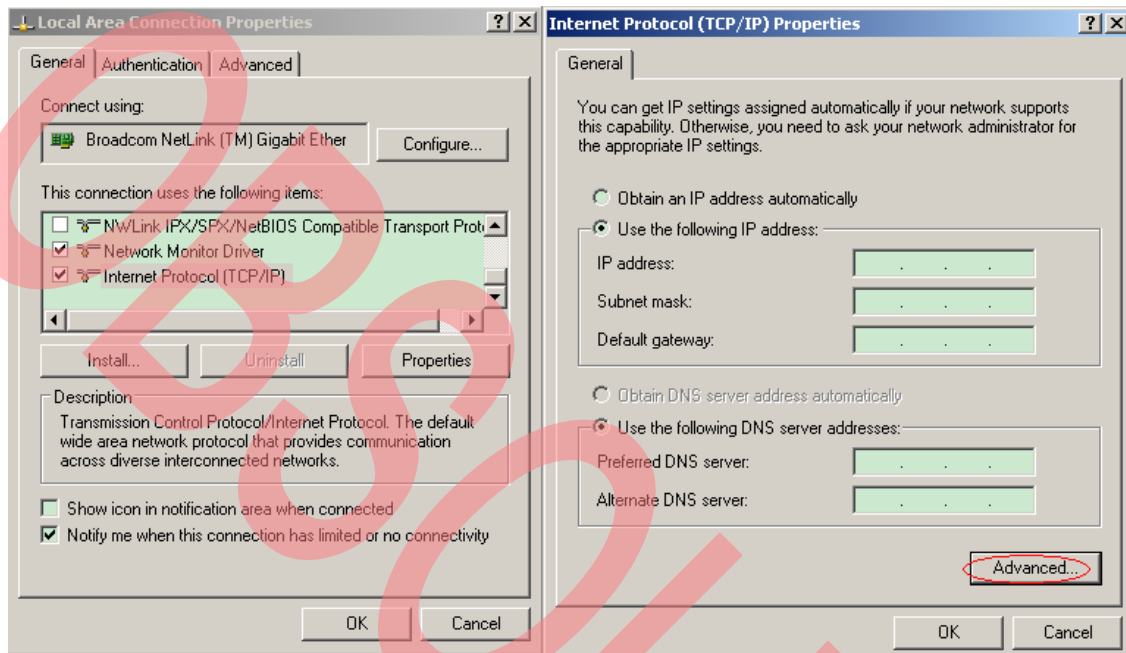 Local Area Connection Properties
General Authentication Advanced
Connect using:
Broadcom NetLink (TM) Gigabit Ether
Configure...
This connection uses the following items:
NWLink IPX/SPX/NetBIOS Compatible Transport Prot
Network Monitor Driver
Internet Protocol (TCP/IP)
Install... Uninstall Properties
Description
Transmission Control Protocol/Internet Protocol. The default
wide area network protocol that provides communication
across diverse interconnected networks.
Show icon in notification area when connected
Notify me when this connection has limited or no connectivity
OK Cancel
Internet Protocol (TCP/IP) Properties
General
You can get IP settings assigned automatically if your network supports
this capability. Otherwise, you need to ask your network administrator for
the appropriate IP settings.
Obtain an IP address automatically
Use the following IP address:
IP address:
Subnet mask:
Default gateway:
Obtain DNS server address automatically
Use the following DNS server addresses:
Preferred DNS server:
Alternate DNS server:
Advanced...
OK Cancel